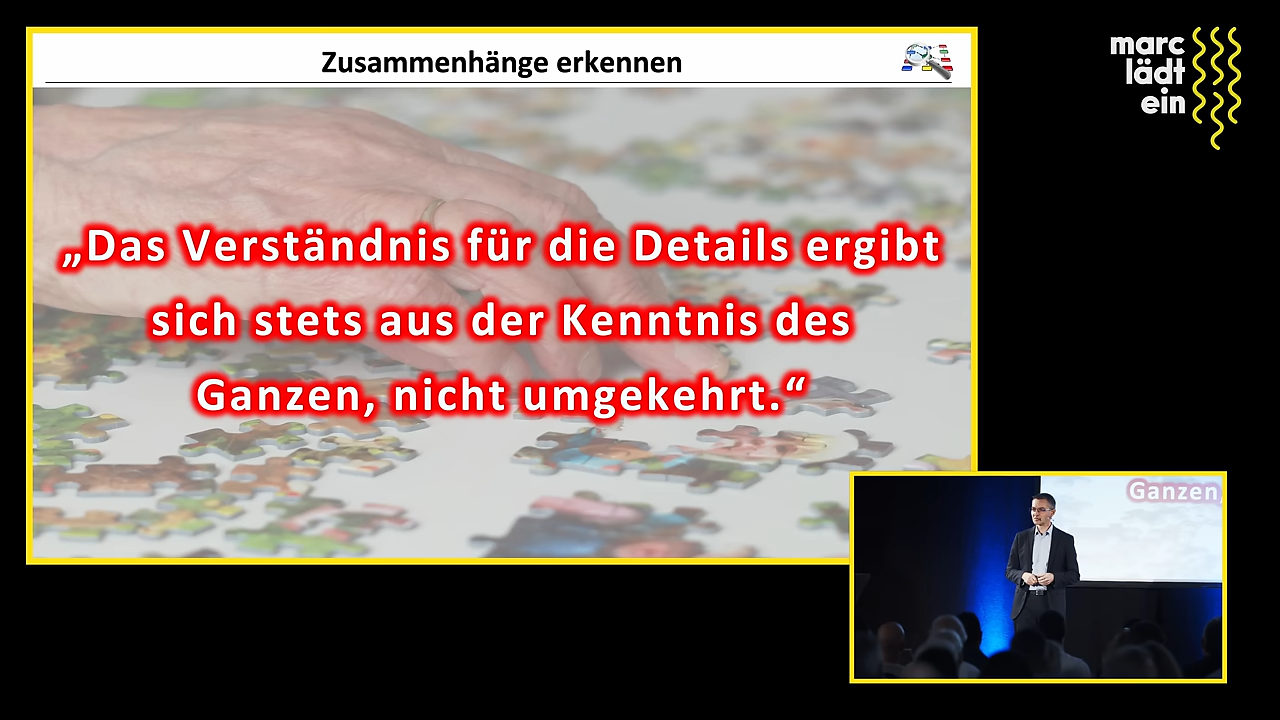 Zusammenhänge erkennen
„Das Verständnis für die Details ergibt
sich stets aus der Kenntnis des
Ganzen, nicht umgekehrt.“
marc
lädt
ein
Ganzen,